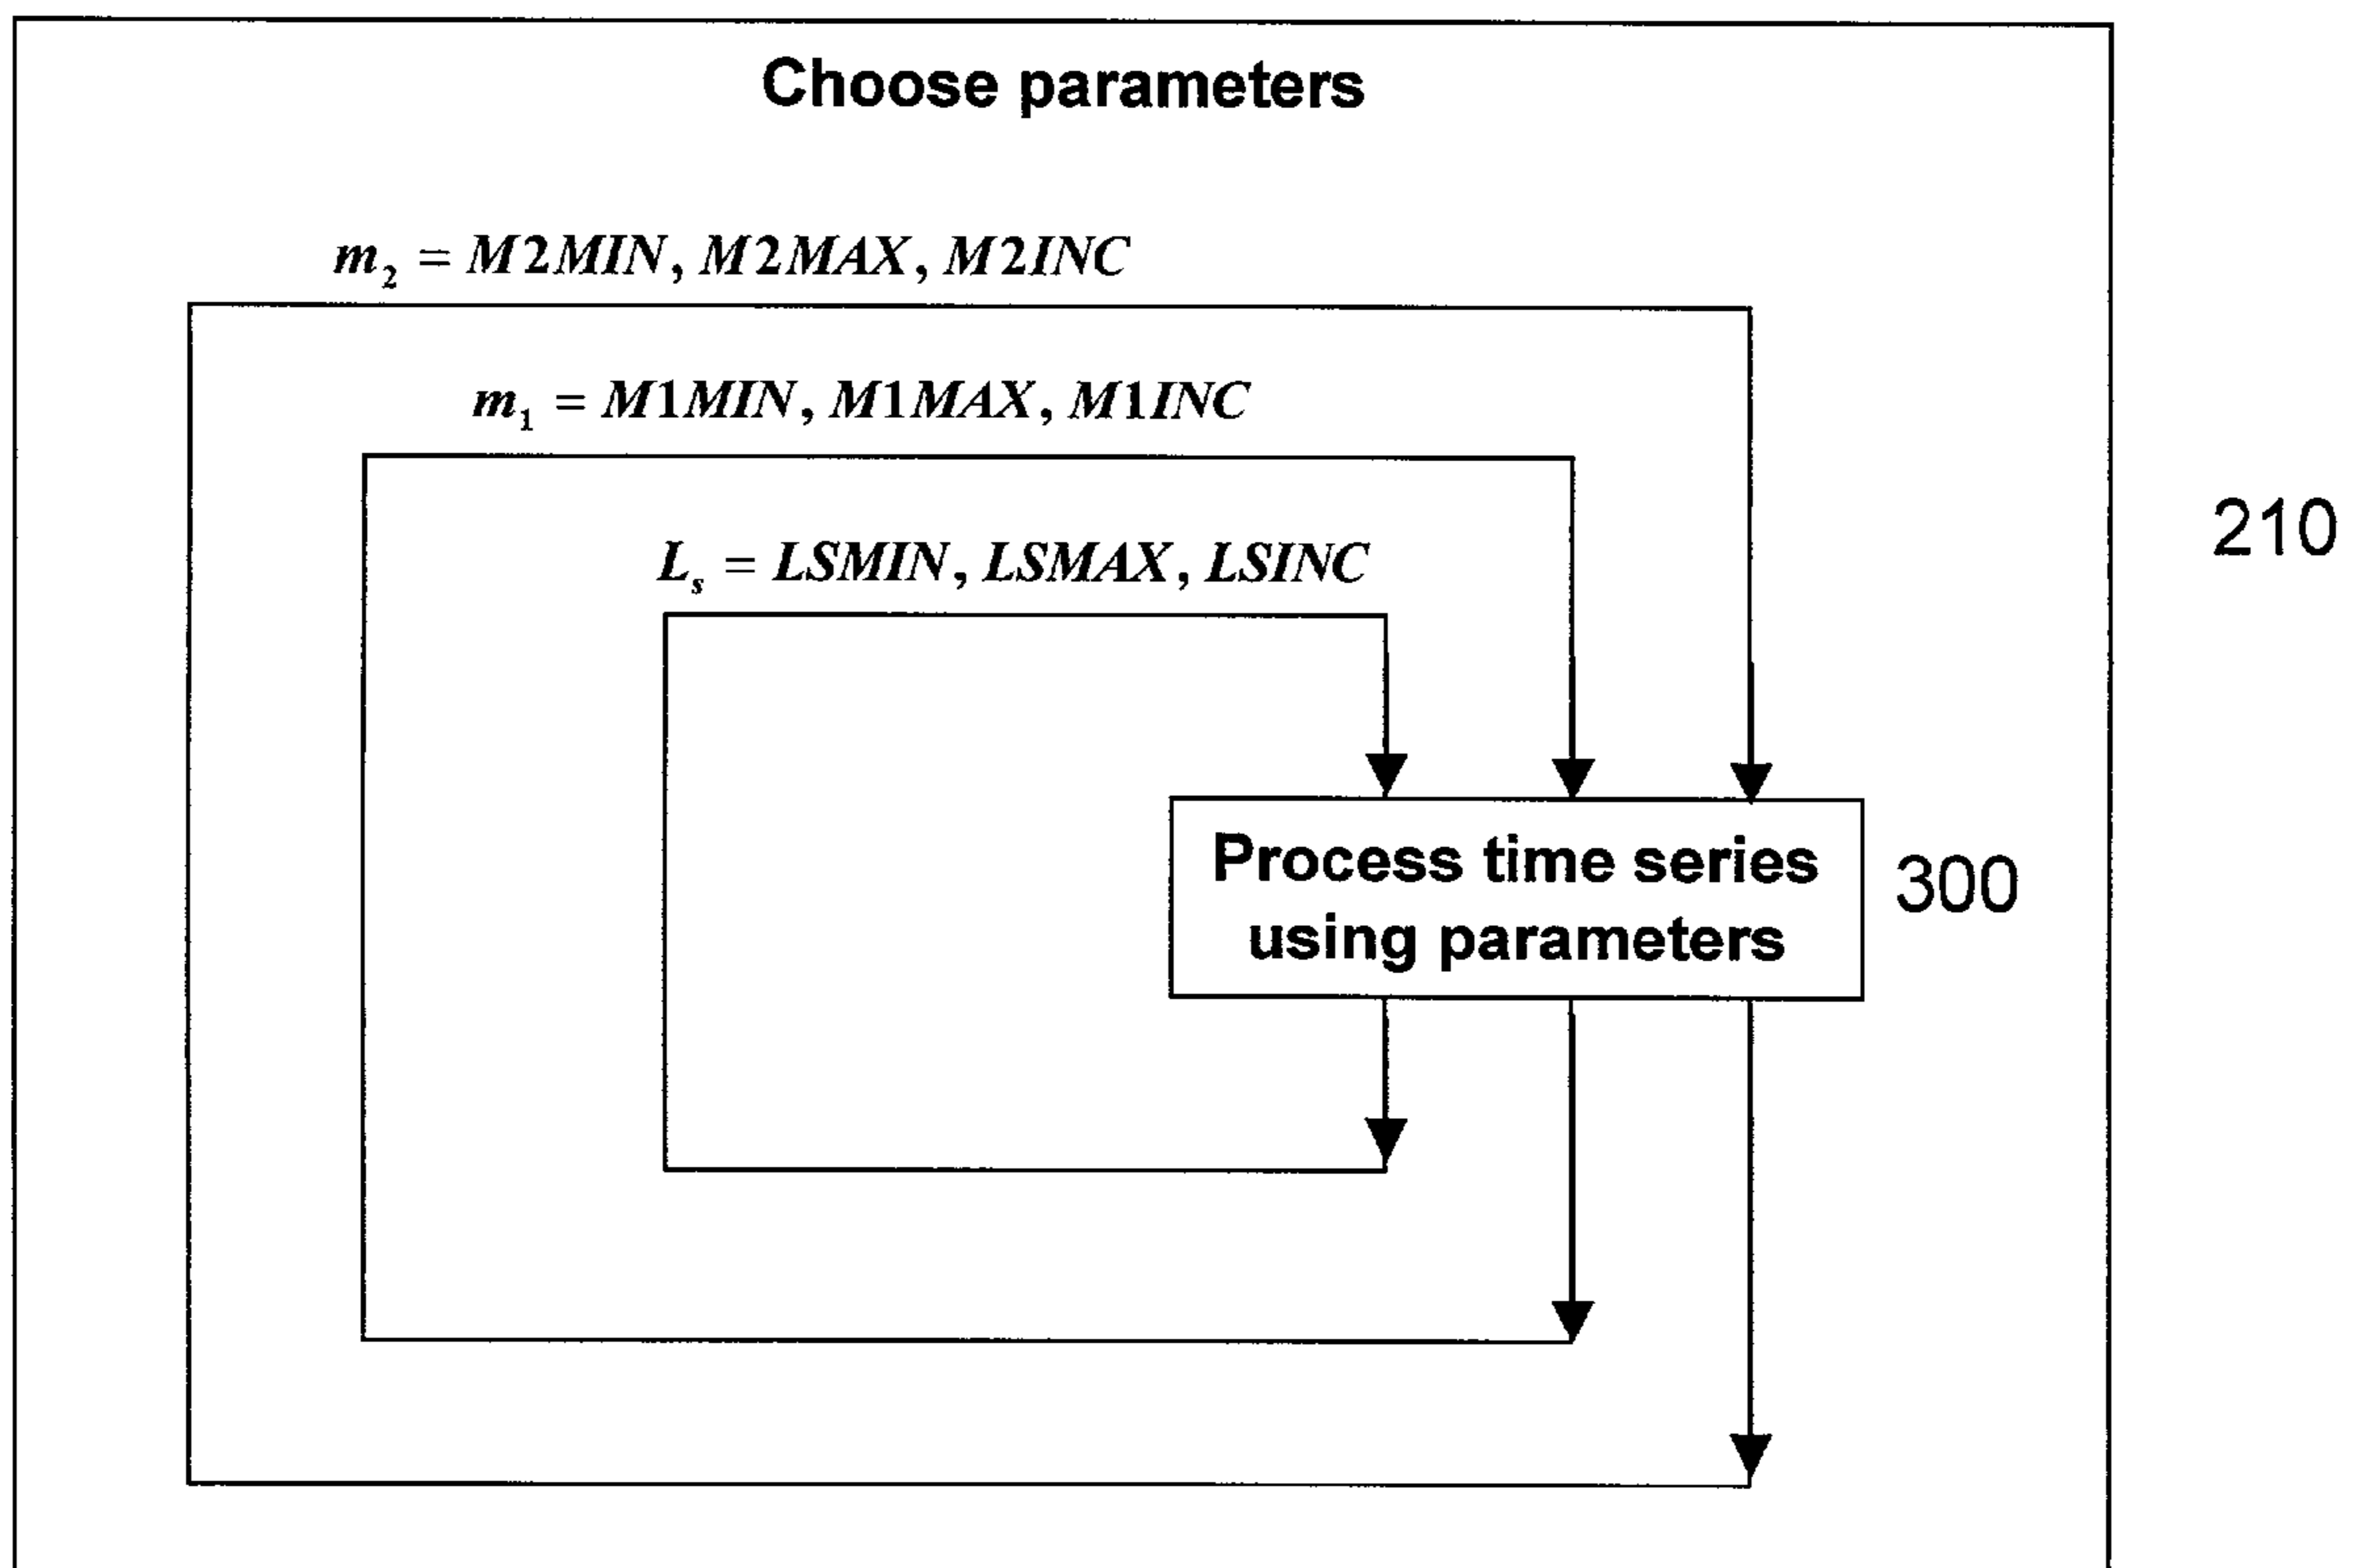 Choose parameters
m₂ = M2MIN, M2MAX, M2INC
m₁ = M1MIN, M1MAX, M1INC
Lₛ = LSMIN, LSMAX, LSINC
210
Process time series
using parameters
300